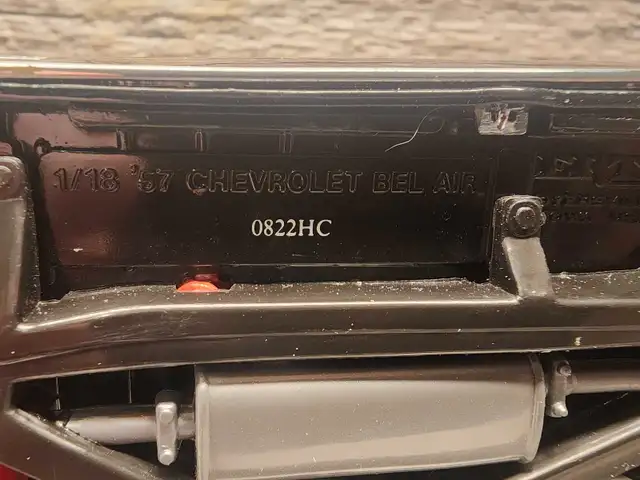 1/18 '57 CHEVROLET BEL AIR
0822HC